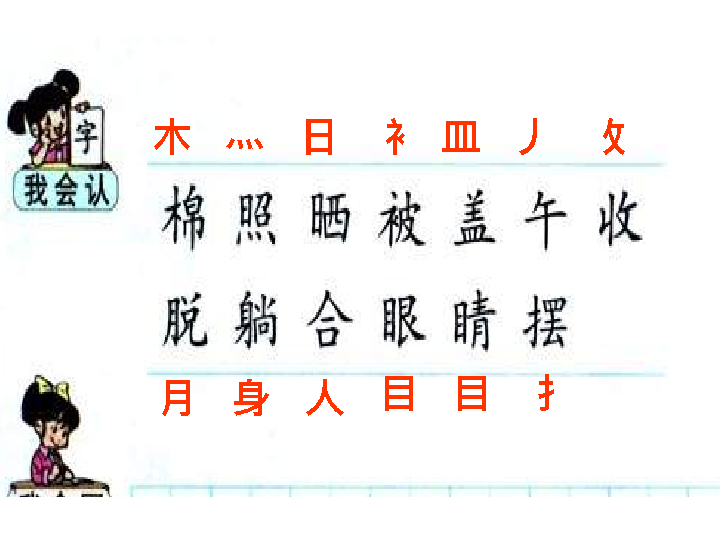 木 灬 日 衤 皿 丿 攵
字
我会认
棉 照 晒 被 盖 午 收
脱 躺 合 眼 睛 摆
月 身 人 目 目 扌